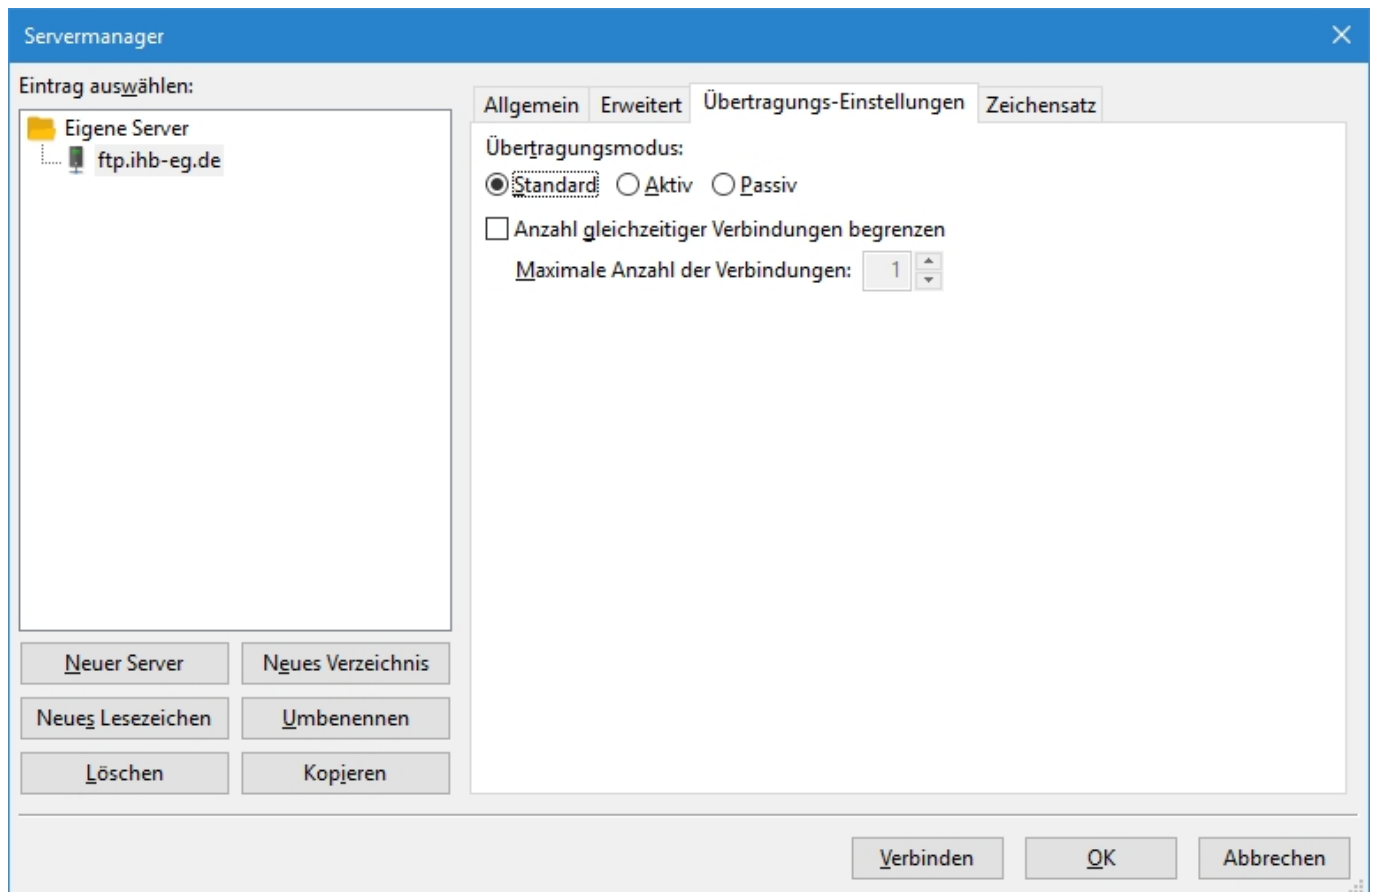 Servermanager
Eintrag auswählen:
Eigene Server
ftp.ihb-eg.de
Neuer Server
Neues Verzeichnis
Neues Lesezeichen
Umbenennen
Löschen
Kopieren
Allgemein
Erweitert
Übertragungs-Einstellungen
Zeichensatz
Übertragungsmodus:
Standard
Aktiv
Passiv
Anzahl gleichzeitiger Verbindungen begrenzen
Maximale Anzahl der Verbindungen:
1
Verbinden
OK
Abbrechen